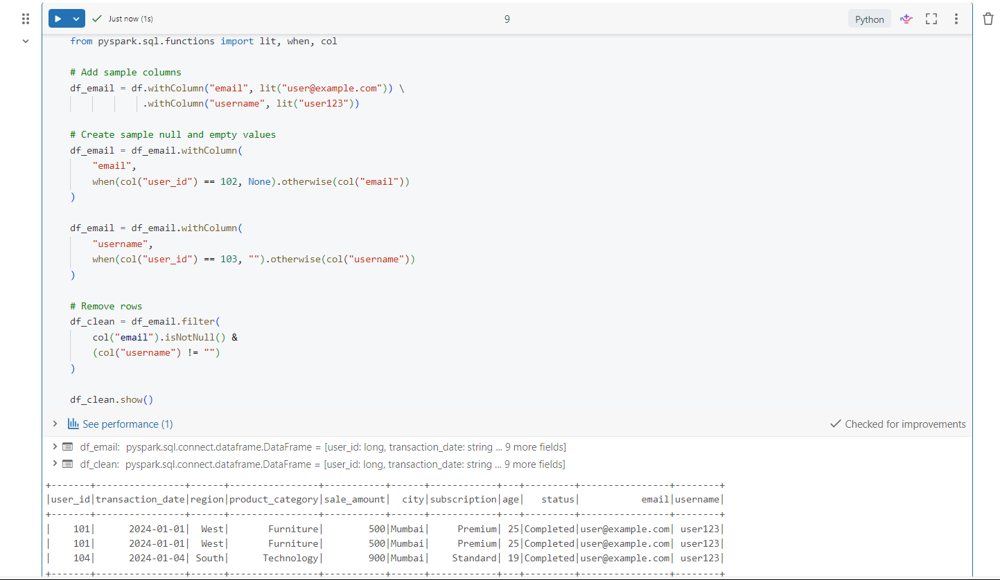 Just now (1s)
9
Python
from pyspark.sql.functions import lit, when, col
# Add sample columns
df_email = df.withColumn("email", lit("user@example.com")) \
.withColumn("username", lit("user123"))
# Create sample null and empty values
df_email = df_email.withColumn(
"email",
when(col("user_id") == 102, None).otherwise(col("email"))
)
df_email = df_email.withColumn(
"username",
when(col("user_id") == 103, "").otherwise(col("username"))
)
# Remove rows
df_clean = df_email.filter(
col("email").isNotNull() &
(col("username") != "")
)
df_clean.show()
See performance (1)
Checked for improvements
df_email: pyspark.sql.connect.dataframe.DataFrame = [user_id: long, transaction_date: string ... 9 more fields]
df_clean: pyspark.sql.connect.dataframe.DataFrame = [user_id: long, transaction_date: string ... 9 more fields]
+-------+----------------+------+----------------+-----------+------+------------+---+---------+----------------+--------+
|user_id|transaction_date|region|product_category|sale_amount|  city|subscription|age|   status|           email|username|
+-------+----------------+------+----------------+-----------+------+------------+---+---------+----------------+--------+
|    101|      2024-01-01|  West|       Furniture|        500|Mumbai|     Premium| 25|Completed|user@example.com| user123|
|    101|      2024-01-01|  West|       Furniture|        500|Mumbai|     Premium| 25|Completed|user@example.com| user123|
|    104|      2024-01-04| South|      Technology|        900|Mumbai|    Standard| 19|Completed|user@example.com| user123|
+-------+----------------+------+----------------+-----------+------+------------+---+---------+----------------+--------+